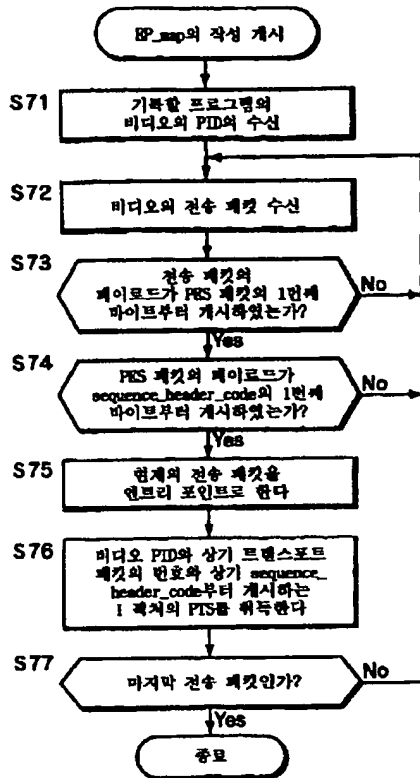 EP_map의 작성 개시
S71
기록할 프로그램의
비디오의 PID의 수신
S72
비디오의 전송 패킷 수신
S73
전송 패킷의
페이로드가 PES 패킷의 1번째
바이트부터 개시하였는가?
No
Yes
S74
PES 패킷의 페이로드가
sequence_header_code의 1번째
바이트부터 개시하였는가?
No
Yes
S75
현재의 전송 패킷을
엔트리 포인트로 한다
S76
비디오 PID와 상기 트랜스포트
패킷의 번호와 상기 sequence_
header_code부터 개시하는
I 픽쳐의 PTS를 취득한다
S77
마지막 전송 패킷인가?
No
Yes
종료